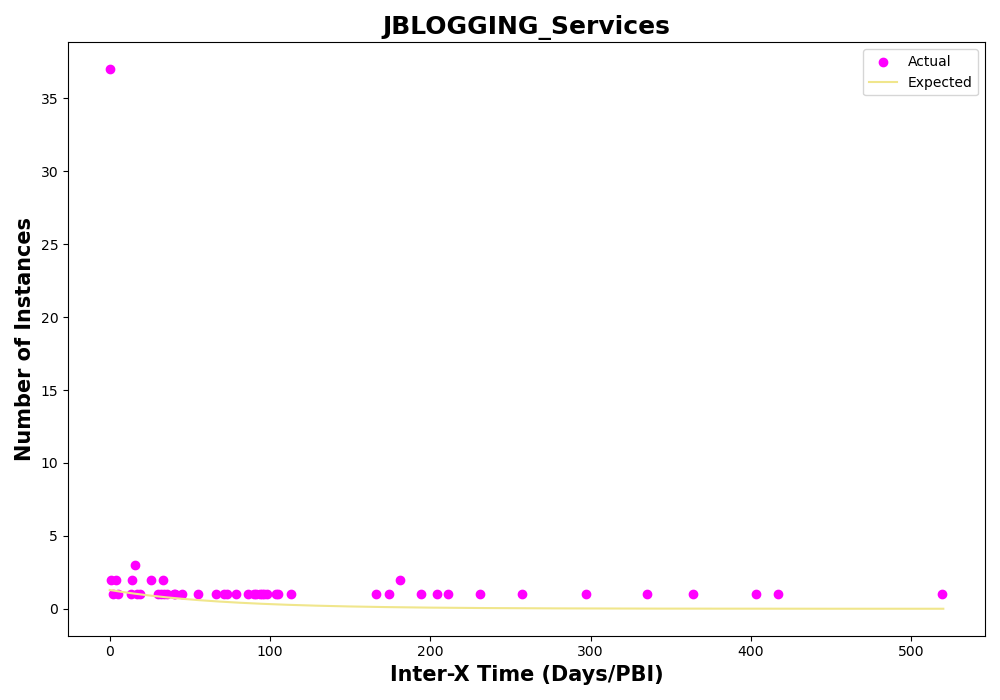 JBLOGGING_Services
Actual
Expected
Number of Instances
35
30
25
20
15
10
5
0
0 100 200 300 400 500
Inter-X Time (Days/PBI)